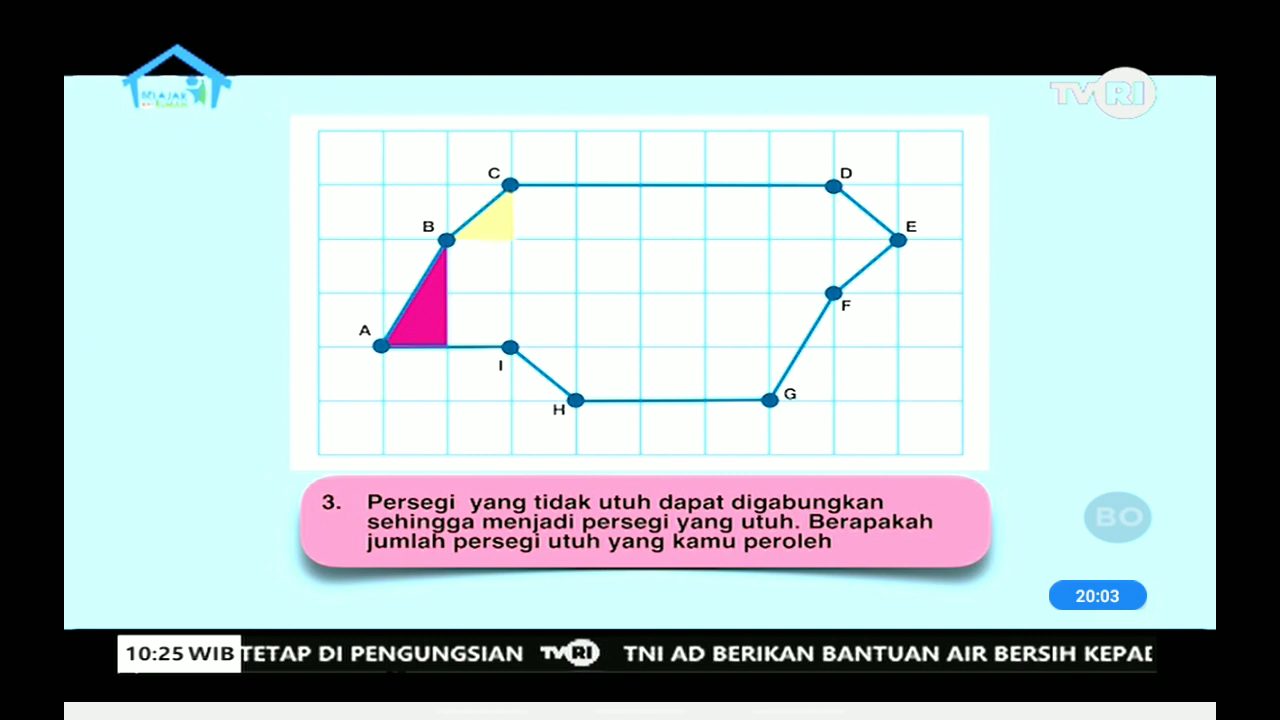 BELAJAR
TVRI
C
D
B
E
A
F
I
G
H
3. Persegi yang tidak utuh dapat digabungkan
sehingga menjadi persegi yang utuh. Berapakah
jumlah persegi utuh yang kamu peroleh
BO
20:03
10:25 WIB TETAP DI PENGUNGSIAN TVRI TNI AD BERIKAN BANTUAN AIR BERSIH